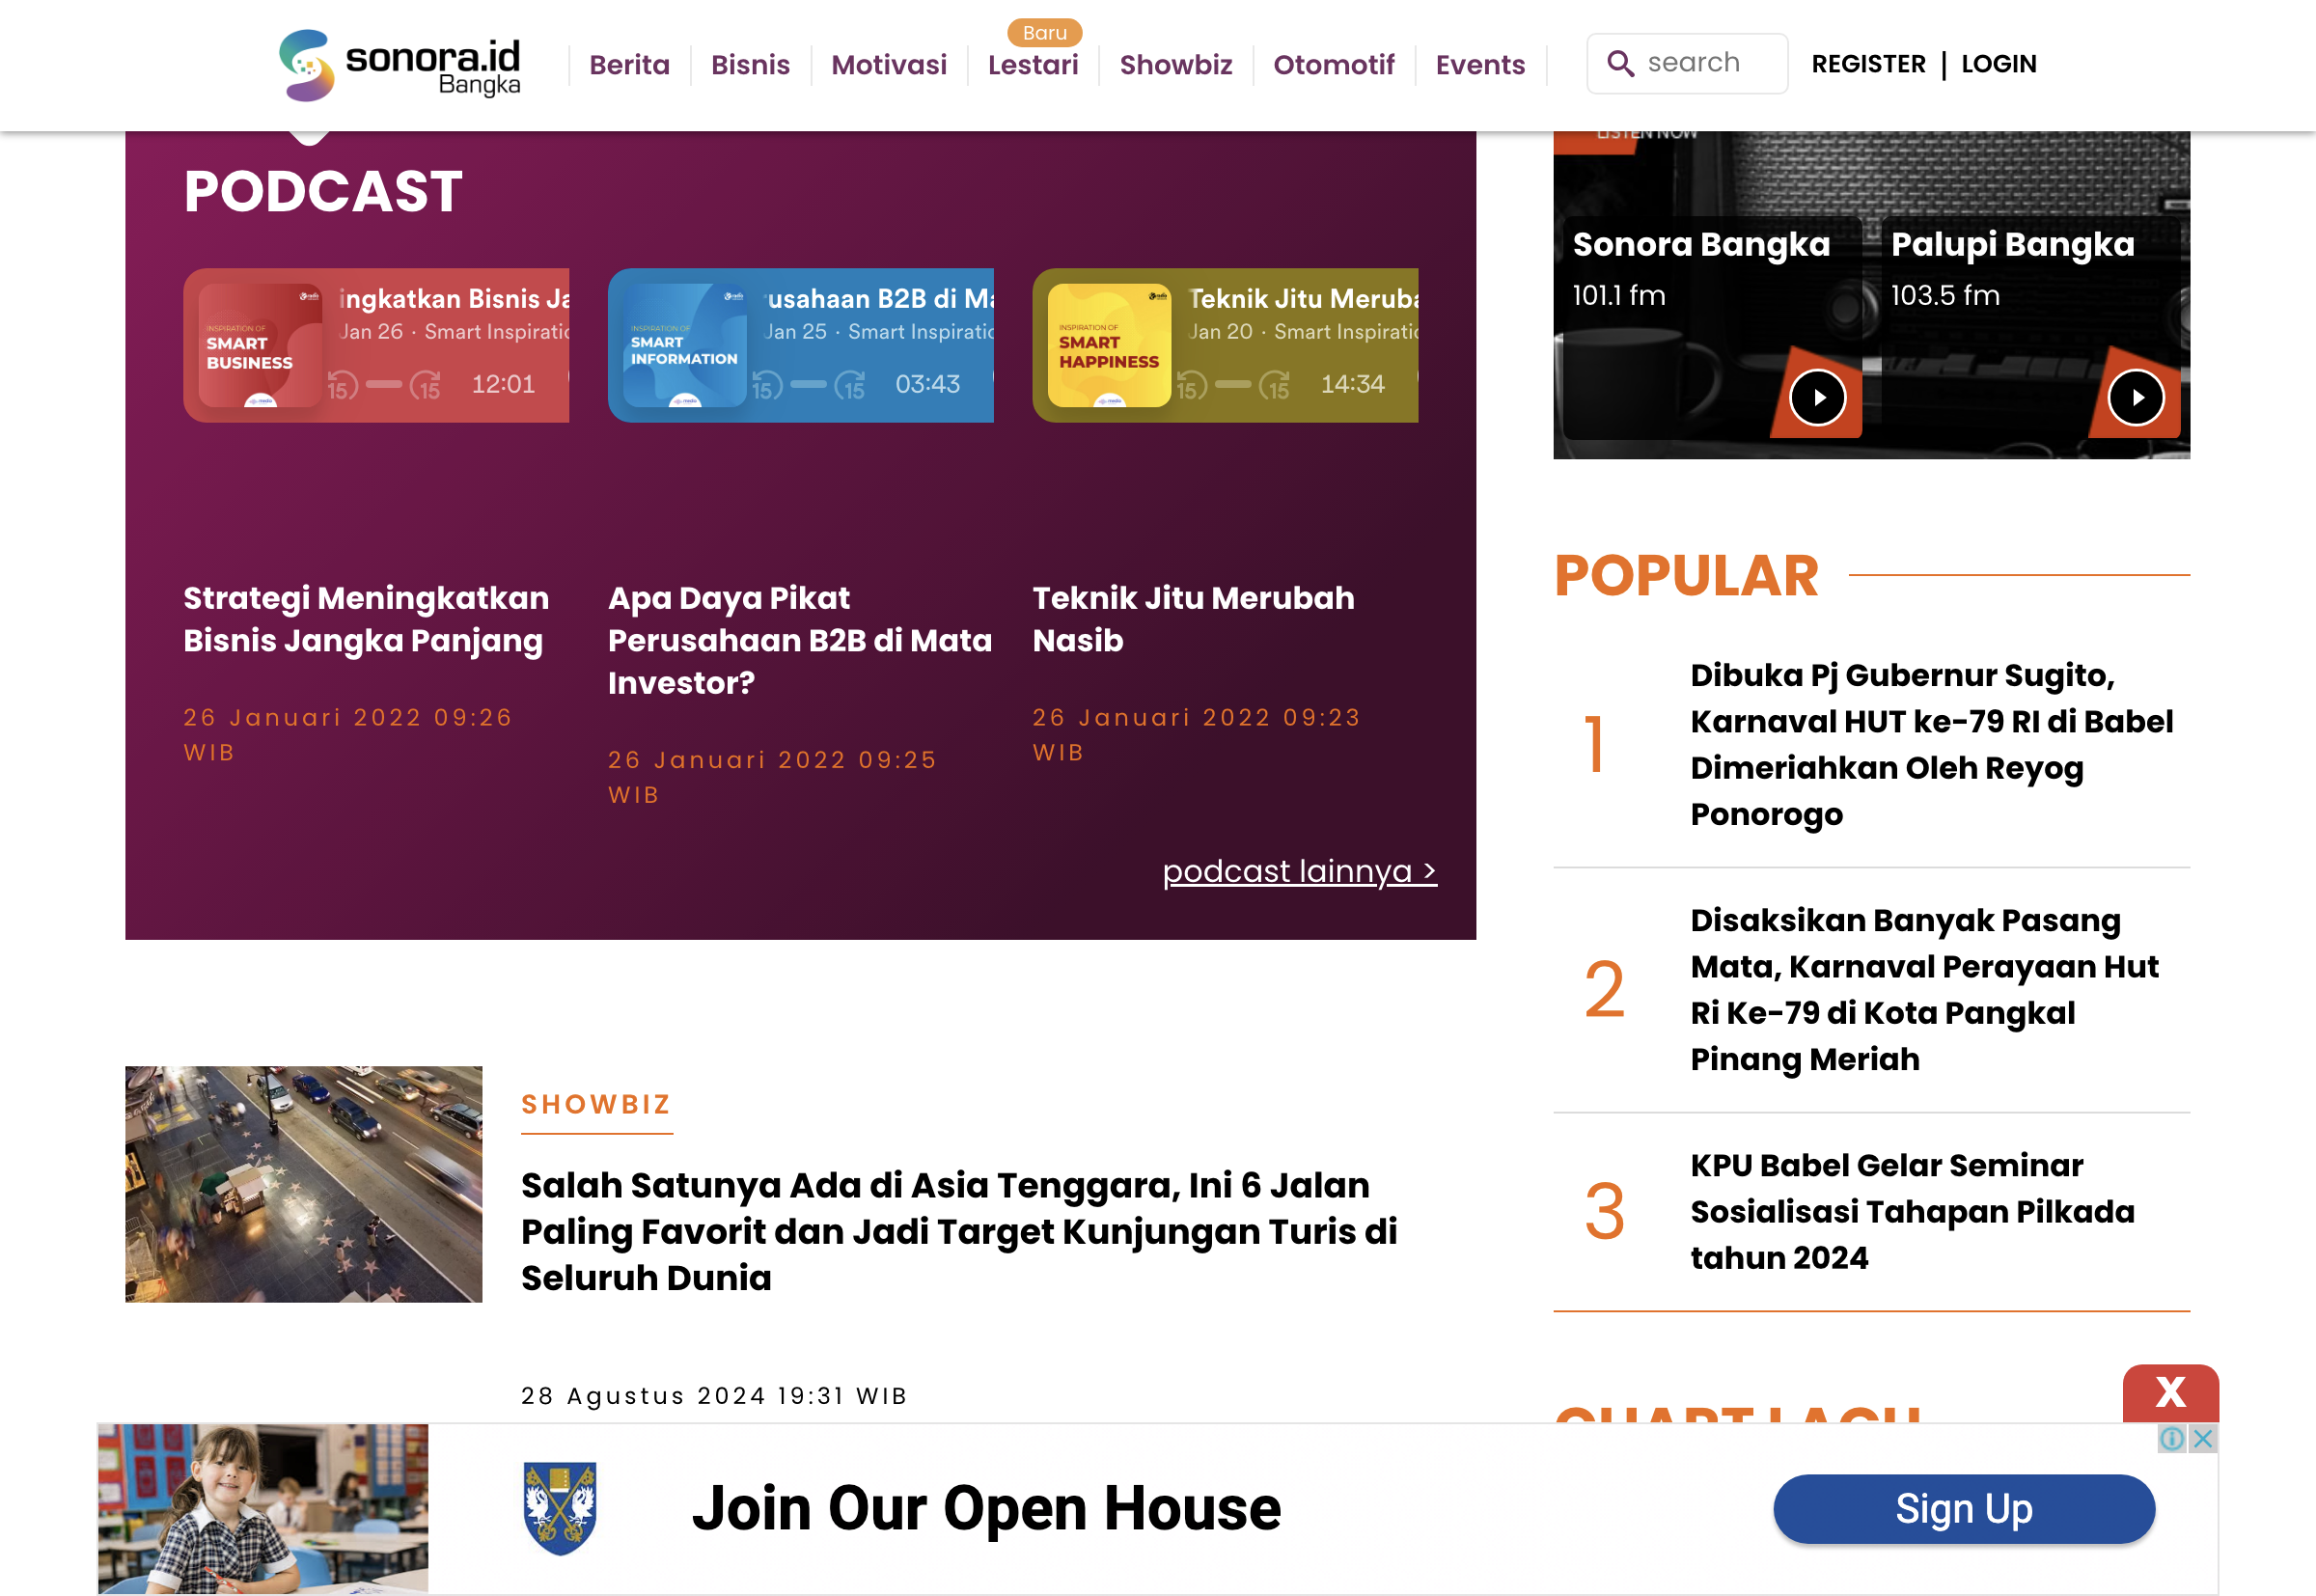 sonora.id
Bangka
Berita
Bisnis
Motivasi
Baru
Lestari
Showbiz
Otomotif
Events
search
REGISTER | LOGIN
PODCAST
ingkatkan Bisnis Ja
Jan 26 · Smart Inspiratio
INSPIRATION OF
SMART
BUSINESS
15 15 12:01
usahaan B2B di Ma
Jan 25 · Smart Inspiratio
INSPIRATION OF
SMART
INFORMATION
15 15 03:43
Teknik Jitu Meruba
Jan 20 · Smart Inspiratio
INSPIRATION OF
SMART
HAPPINESS
15 15 14:34
Strategi Meningkatkan
Bisnis Jangka Panjang
26 Januari 2022 09:26
WIB
Apa Daya Pikat
Perusahaan B2B di Mata
Investor?
26 Januari 2022 09:25
WIB
Teknik Jitu Merubah
Nasib
26 Januari 2022 09:23
WIB
podcast lainnya >
SHOWBIZ
Salah Satunya Ada di Asia Tenggara, Ini 6 Jalan
Paling Favorit dan Jadi Target Kunjungan Turis di
Seluruh Dunia
28 Agustus 2024 19:31 WIB
LISTEN NOW
Sonora Bangka
101.1 fm
Palupi Bangka
103.5 fm
POPULAR
1
Dibuka Pj Gubernur Sugito,
Karnaval HUT ke-79 RI di Babel
Dimeriahkan Oleh Reyog
Ponorogo
2
Disaksikan Banyak Pasang
Mata, Karnaval Perayaan Hut
Ri Ke-79 di Kota Pangkal
Pinang Meriah
3
KPU Babel Gelar Seminar
Sosialisasi Tahapan Pilkada
tahun 2024
CHART LAGU
X
Join Our Open House
Sign Up